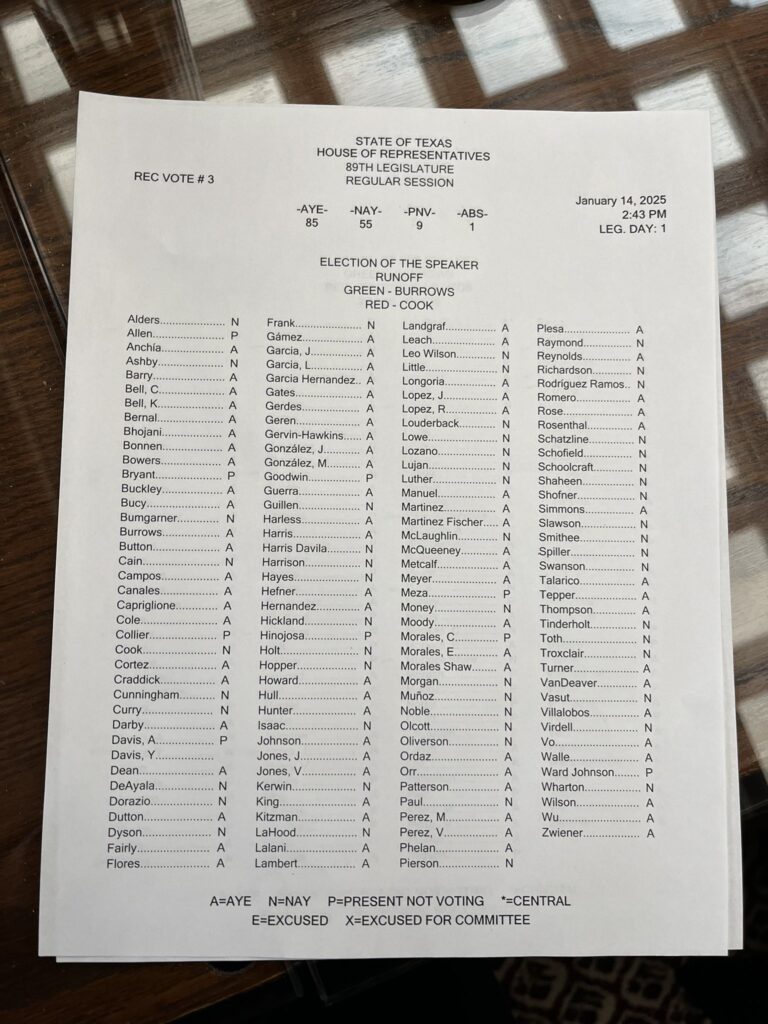 STATE OF TEXAS
HOUSE OF REPRESENTATIVES
89TH LEGISLATURE
REGULAR SESSION
REC VOTE # 3
January 14, 2025
2:43 PM
LEG. DAY: 1
-AYE- -NAY- -PNV- -ABS-
85 55 9 1
ELECTION OF THE SPEAKER
RUNOFF
GREEN - BURROWS
RED - COOK
Alders..................... N
Allen........................ P
Anchía..................... A
Ashby...................... N
Barry........................ A
Bell, C...................... A
Bell, K...................... A
Bernal...................... A
Bhojani.................... A
Bonnen.................... A
Bowers.................... A
Bryant...................... P
Buckley.................... A
Bucy........................ A
Bumgarner.............. N
Burrows................... A
Button...................... A
Cain......................... N
Campos................... A
Canales................... A
Capriglione.............. A
Cole......................... A
Collier...................... P
Cook........................ N
Cortez...................... A
Craddick.................. A
Cunningham............ N
Curry........................ N
Darby....................... A
Davis, A................... P
Davis, Y...................
Dean........................ A
DeAyala................... N
Dorazio.................... N
Dutton...................... A
Dyson...................... N
Fairly........................ A
Flores....................... A
Frank....................... N
Gámez..................... A
Garcia, J.................. A
Garcia, L.................. A
Garcia Hernandez.. A
Gates....................... A
Gerdes..................... A
Geren....................... A
Gervin-Hawkins...... A
González, J............. A
González, M............ A
Goodwin.................. P
Guerra..................... A
Guillen..................... N
Harless.................... A
Harris....................... A
Harris Davila........... N
Harrison................... N
Hayes...................... N
Hefner...................... A
Hernandez............... A
Hickland................... N
Hinojosa................... P
Holt.......................... N
Hopper..................... N
Howard.................... A
Hull........................... A
Hunter...................... A
Isaac........................ N
Johnson................... A
Jones, J................... A
Jones, V................... A
Kerwin...................... N
King.......................... A
Kitzman.................... A
LaHood.................... N
Lalani....................... A
Lambert.................... A
Landgraf.................. A
Leach....................... A
Leo Wilson............... N
Little......................... N
Longoria................... A
Lopez, J................... A
Lopez, R.................. A
Louderback.............. N
Lowe........................ N
Lozano..................... N
Lujan........................ N
Luther....................... N
Manuel..................... A
Martinez................... A
Martinez Fischer..... A
McLaughlin.............. N
McQueeney............. A
Metcalf..................... A
Meyer....................... A
Meza........................ P
Money...................... N
Moody...................... A
Morales, C............... P
Morales, E............... A
Morales Shaw......... A
Morgan.................... N
Muñoz...................... N
Noble....................... N
Olcott....................... N
Oliverson................. N
Ordaz....................... A
Orr............................ A
Patterson................. A
Paul.......................... N
Perez, M.................. A
Perez, V................... A
Phelan...................... A
Pierson..................... N
Plesa........................ A
Raymond................. N
Reynolds.................. A
Richardson.............. N
Rodríguez Ramos.. N
Romero.................... A
Rose......................... A
Rosenthal................. A
Schatzline................ N
Schofield.................. N
Schoolcraft............... N
Shaheen................... N
Shofner.................... N
Simmons.................. A
Slawson................... N
Smithee.................... N
Spiller....................... N
Swanson.................. N
Talarico.................... A
Tepper...................... A
Thompson................ A
Tinderholt................. N
Toth.......................... N
Troxclair................... N
Turner....................... A
VanDeaver............... A
Vasut........................ N
Villalobos.................. A
Virdell....................... N
Vo............................. A
Walle........................ A
Ward Johnson......... P
Wharton................... N
Wilson...................... A
Wu............................ A
Zwiener.................... A
A=AYE N=NAY P=PRESENT NOT VOTING *=CENTRAL
E=EXCUSED X=EXCUSED FOR COMMITTEE